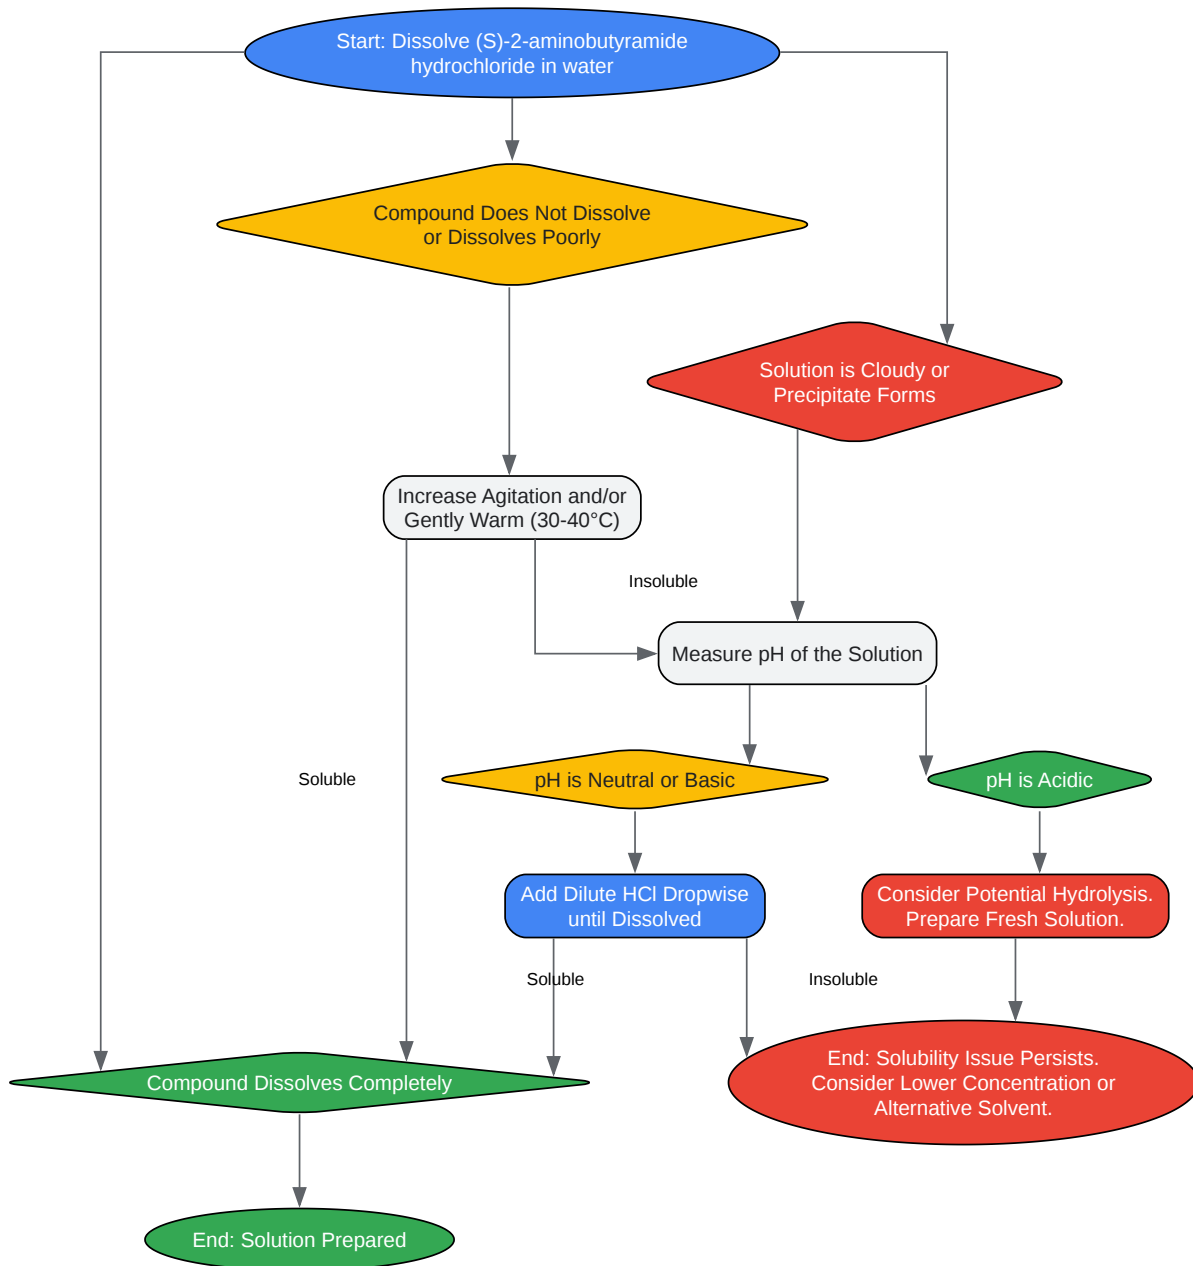 Start: Dissolve (S)-2-aminobutyramide
hydrochloride in water
Compound Does Not Dissolve
or Dissolves Poorly
Solution is Cloudy or
Precipitate Forms
Increase Agitation and/or
Gently Warm (30-40°C)
Insoluble
Measure pH of the Solution
Soluble
pH is Neutral or Basic
pH is Acidic
Add Dilute HCl Dropwise
until Dissolved
Consider Potential Hydrolysis.
Prepare Fresh Solution.
Soluble
Insoluble
Compound Dissolves Completely
End: Solubility Issue Persists.
Consider Lower Concentration or
Alternative Solvent.
End: Solution Prepared